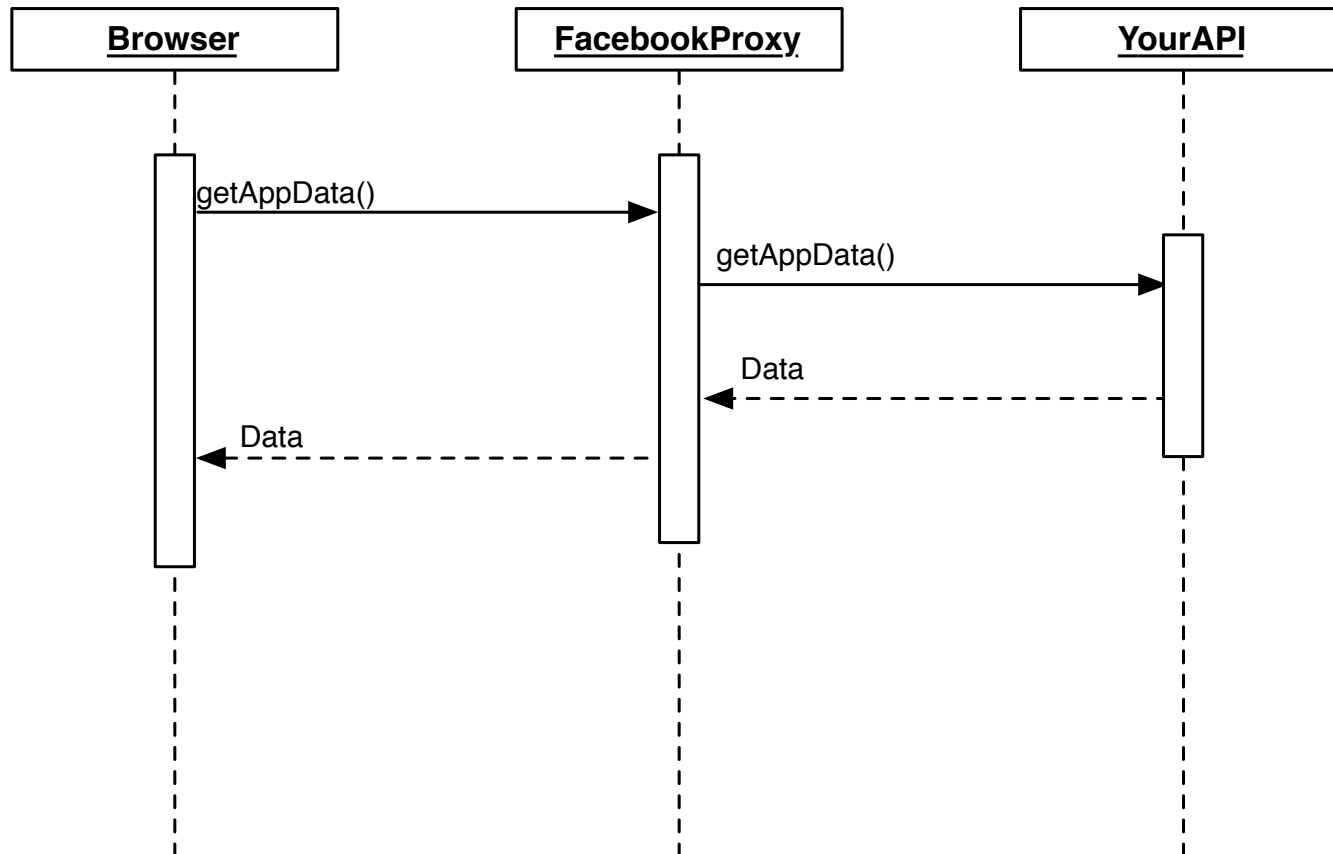 Browser
FacebookProxy
YourAPI
getAppData()
getAppData()
Data
Data